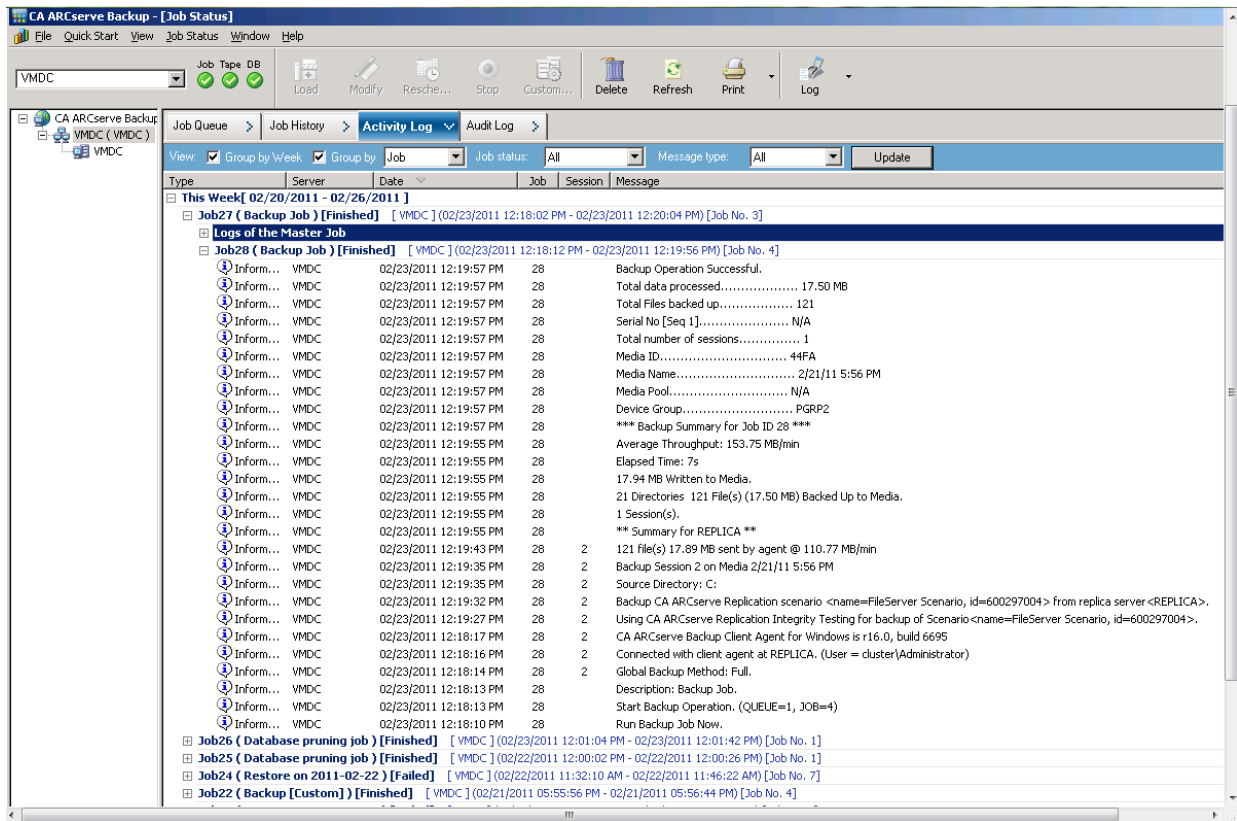 CA ARCserve Backup - [Job Status]
File Quick Start View Job Status Window Help
VMDC
Job Tape DB
Load Modify Resche... Stop Custom... Delete Refresh Print Log
CA ARCserve Backup
VMDC ( VMDC )
VMDC
Job Queue Job History Activity Log Audit Log
View: Group by Week Group by Job Job status: All Message type: All Update
Type Server Date Job Session Message
This Week[ 02/20/2011 - 02/26/2011 ]
Job27 ( Backup Job ) [Finished] [ VMDC ] (02/23/2011 12:18:02 PM - 02/23/2011 12:20:04 PM) [Job No. 3]
Logs of the Master Job
Job28 ( Backup Job ) [Finished] [ VMDC ] (02/23/2011 12:18:12 PM - 02/23/2011 12:19:56 PM) [Job No. 4]
Inform... VMDC 02/23/2011 12:19:57 PM 28 Backup Operation Successful.
Inform... VMDC 02/23/2011 12:19:57 PM 28 Total data processed................... 17.50 MB
Inform... VMDC 02/23/2011 12:19:57 PM 28 Total Files backed up.................. 121
Inform... VMDC 02/23/2011 12:19:57 PM 28 Serial No [Seq 1]...................... N/A
Inform... VMDC 02/23/2011 12:19:57 PM 28 Total number of sessions............... 1
Inform... VMDC 02/23/2011 12:19:57 PM 28 Media ID............................... 44FA
Inform... VMDC 02/23/2011 12:19:57 PM 28 Media Name............................. 2/21/11 5:56 PM
Inform... VMDC 02/23/2011 12:19:57 PM 28 Media Pool............................. N/A
Inform... VMDC 02/23/2011 12:19:57 PM 28 Device Group........................... PGRP2
Inform... VMDC 02/23/2011 12:19:57 PM 28 *** Backup Summary for Job ID 28 ***
Inform... VMDC 02/23/2011 12:19:55 PM 28 Average Throughput: 153.75 MB/min
Inform... VMDC 02/23/2011 12:19:55 PM 28 Elapsed Time: 7s
Inform... VMDC 02/23/2011 12:19:55 PM 28 17.94 MB Written to Media.
Inform... VMDC 02/23/2011 12:19:55 PM 28 21 Directories 121 File(s) (17.50 MB) Backed Up to Media.
Inform... VMDC 02/23/2011 12:19:55 PM 28 1 Session(s).
Inform... VMDC 02/23/2011 12:19:55 PM 28 ** Summary for REPLICA **
Inform... VMDC 02/23/2011 12:19:43 PM 28 2 121 file(s) 17.89 MB sent by agent @ 110.77 MB/min
Inform... VMDC 02/23/2011 12:19:35 PM 28 2 Backup Session 2 on Media 2/21/11 5:56 PM
Inform... VMDC 02/23/2011 12:19:35 PM 28 2 Source Directory: C:
Inform... VMDC 02/23/2011 12:19:32 PM 28 2 Backup CA ARCserve Replication scenario <name=FileServer Scenario, id=600297004> from replica server<REPLICA>.
Inform... VMDC 02/23/2011 12:19:27 PM 28 2 Using CA ARCserve Replication Integrity Testing for backup of Scenario<name=FileServer Scenario, id=600297004>.
Inform... VMDC 02/23/2011 12:18:17 PM 28 2 CA ARCserve Backup Client Agent for Windows is r16.0, build 6695
Inform... VMDC 02/23/2011 12:18:16 PM 28 2 Connected with client agent at REPLICA. (User = cluster\Administrator)
Inform... VMDC 02/23/2011 12:18:14 PM 28 2 Global Backup Method: Full.
Inform... VMDC 02/23/2011 12:18:13 PM 28 Description: Backup Job.
Inform... VMDC 02/23/2011 12:18:13 PM 28 Start Backup Operation. (QUEUE=1, JOB=4)
Inform... VMDC 02/23/2011 12:18:10 PM 28 Run Backup Job Now.
Job26 ( Database pruning job ) [Finished] [ VMDC ] (02/23/2011 12:01:04 PM - 02/23/2011 12:01:42 PM) [Job No. 1]
Job25 ( Database pruning job ) [Finished] [ VMDC ] (02/22/2011 12:00:02 PM - 02/22/2011 12:00:26 PM) [Job No. 1]
Job24 ( Restore on 2011-02-22 ) [Failed] [ VMDC ] (02/22/2011 11:32:10 AM - 02/22/2011 11:46:22 AM) [Job No. 7]
Job22 ( Backup [Custom] ) [Finished] [ VMDC ] (02/21/2011 05:55:56 PM - 02/21/2011 05:56:44 PM) [Job No. 4]